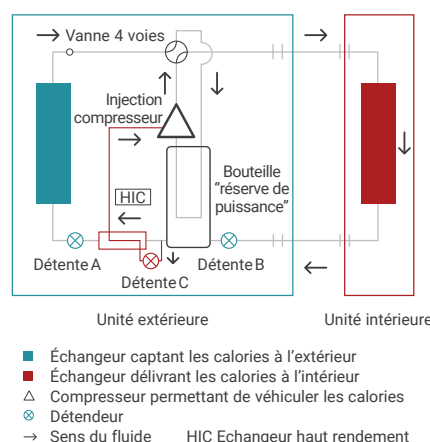 Vanne 4 voies
Injection
compresseur
HIC
Bouteille
“réserve de
puissance”
Détente A
Détente B
Détente C
Unité extérieure
Unité intérieure
Échangeur captant les calories à l’extérieur
Échangeur délivrant les calories à l’intérieur
Compresseur permettant de véhiculer les calories
Détendeur
Sens du fluide HIC Echangeur haut rendement